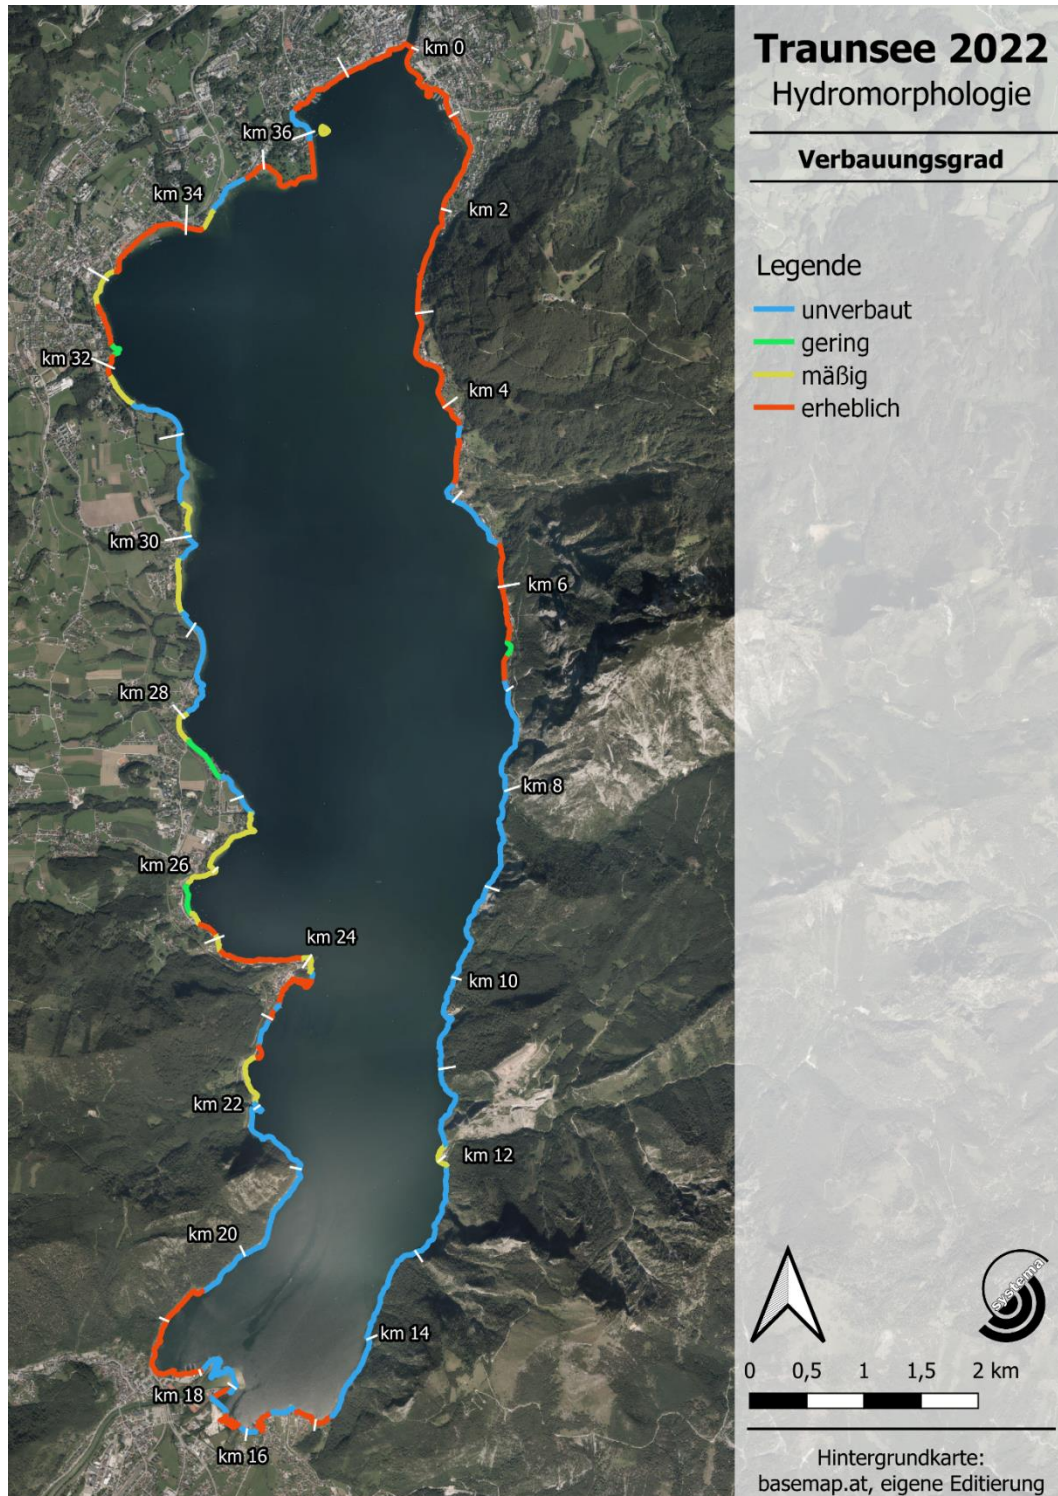 Traunsee 2022
Hydromorphologie
Verbauungsgrad
Legende
unverbaut
gering
mäßig
erheblich
km 0
km 2
km 4
km 6
km 8
km 10
km 12
km 14
km 16
km 18
km 20
km 22
km 24
km 26
km 28
km 30
km 32
km 34
km 36
systema
0 0,5 1 1,5 2 km
Hintergrundkarte:
basemap.at, eigene Editierung